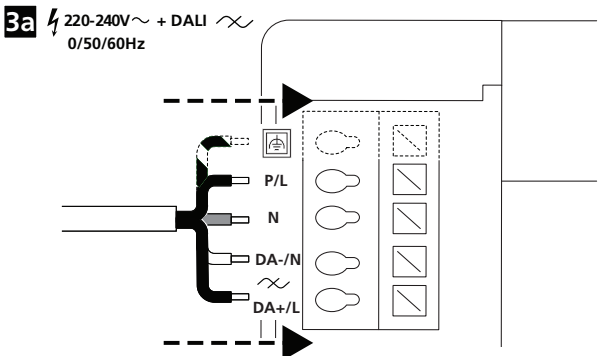 3a 220-240V~ + DALI
0/50/60Hz
P/L
N
DA-/N
DA+/L